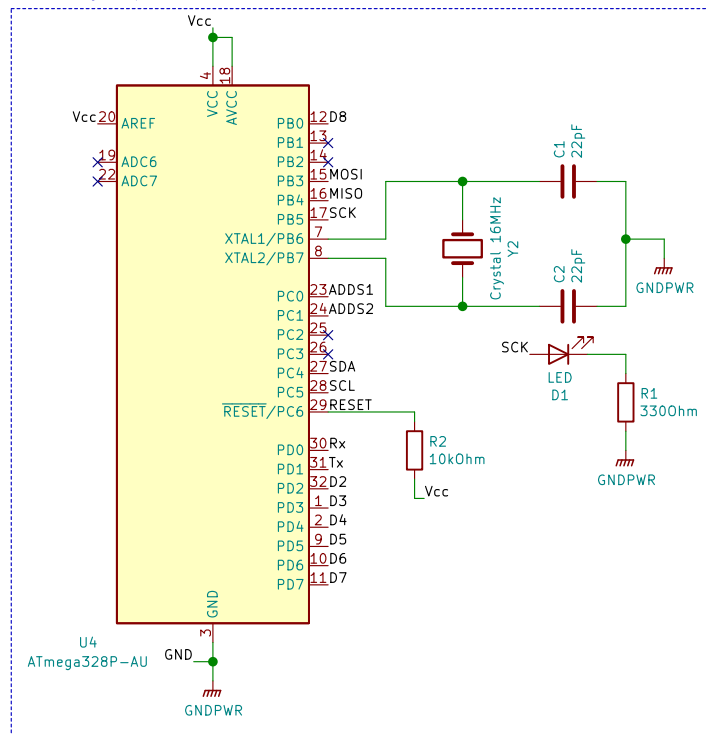 Vcc
4
18
VCC
AVCC
Vcc
20
AREF
19
ADC6
22
ADC7
PB0
12
D8
PB1
13
PB2
14
PB3
15
MOSI
PB4
16
MISO
PB5
17
SCK
XTAL1/PB6
7
XTAL2/PB7
8
PC0
23
ADDS1
PC1
24
ADDS2
PC2
25
PC3
26
PC4
27
SDA
PC5
28
SCL
RESET/PC6
29
RESET
PD0
30
Rx
PD1
31
Tx
PD2
32
D2
PD3
1
D3
PD4
2
D4
PD5
9
D5
PD6
10
D6
PD7
11
D7
GND
3
U4
ATmega328P-AU
GND
GNDPWR
Crystal 16MHz
Y2
C1
22pF
C2
22pF
GNDPWR
SCK
LED
D1
R1
330Ohm
GNDPWR
R2
10kOhm
Vcc